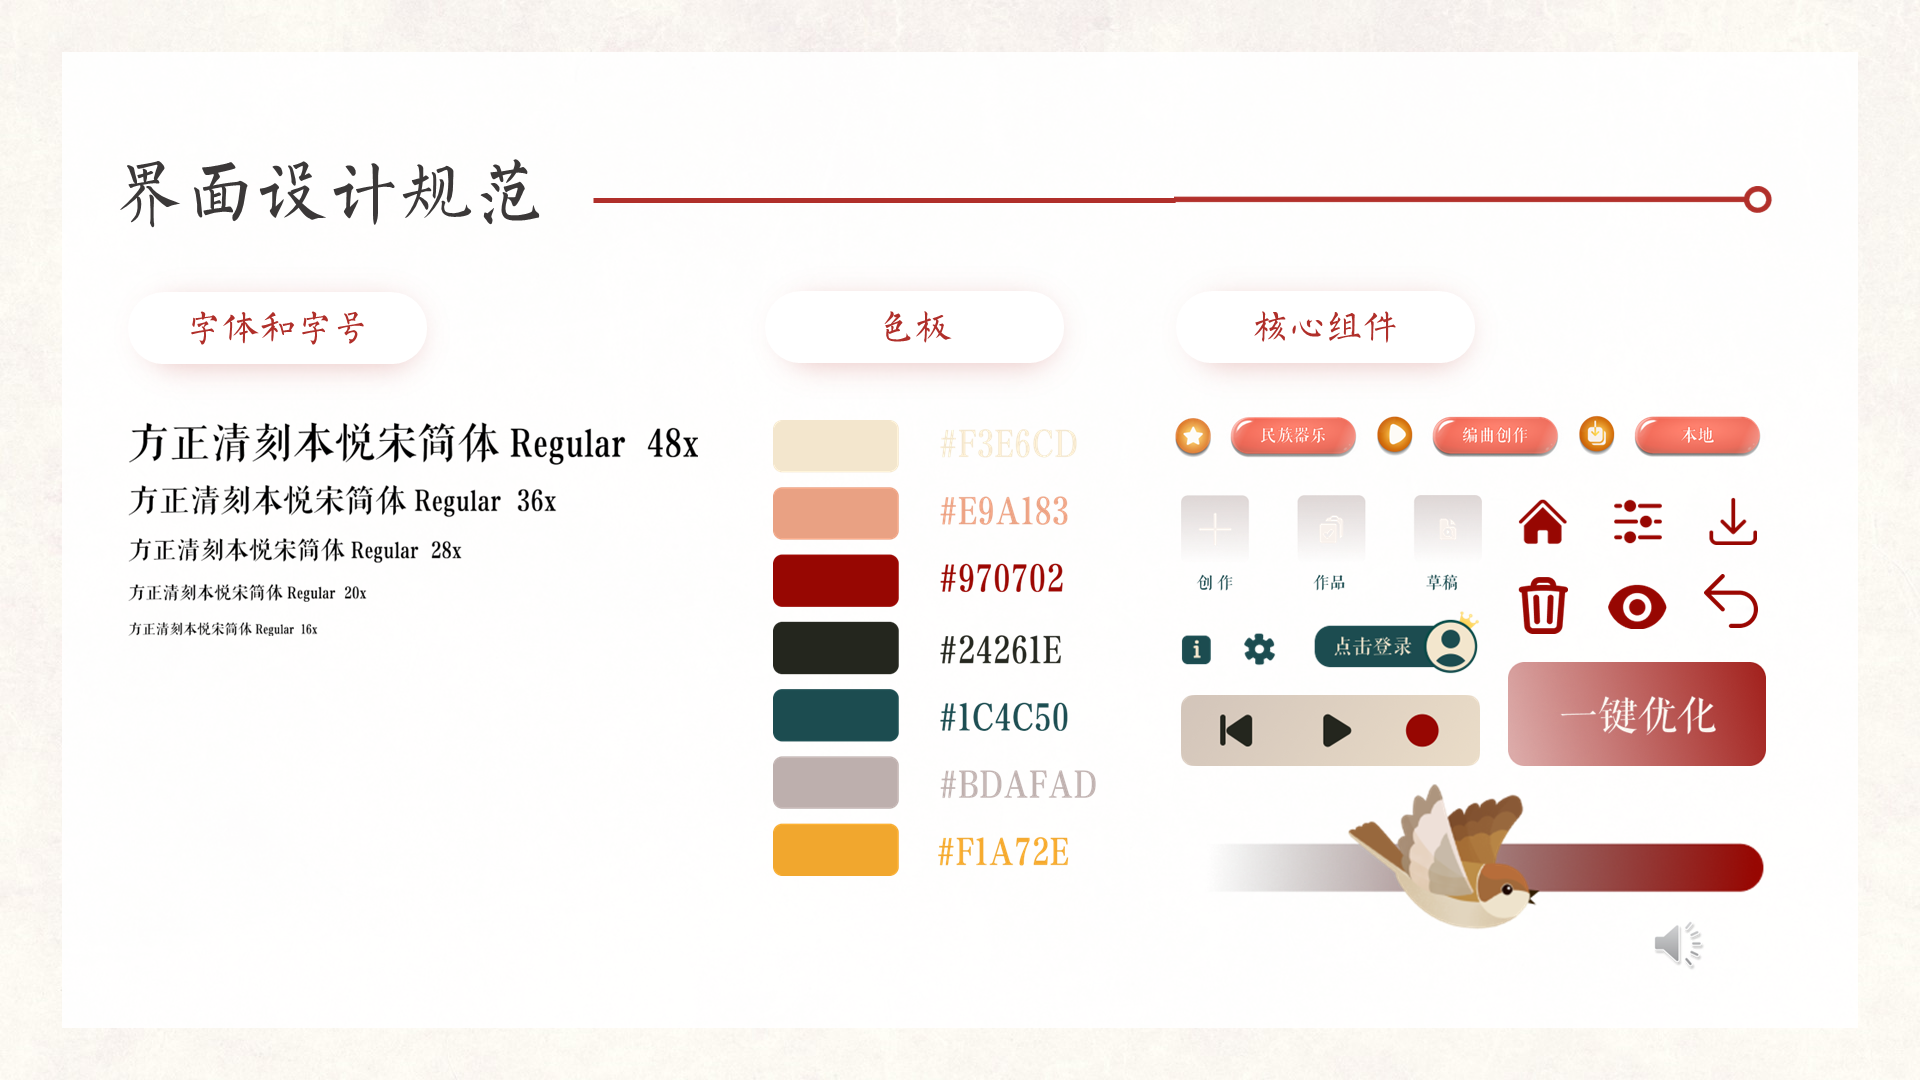 界面设计规范
字体和字号
方正清刻本悦宋简体 Regular 48x
方正清刻本悦宋简体 Regular 36x
方正清刻本悦宋简体 Regular 28x
方正清刻本悦宋简体 Regular 20x
方正清刻本悦宋简体 Regular 16x
色板
#F3E6CD
#E9A183
#970702
#24261E
#1C4C50
#BDAFAD
#F1A72E
核心组件
民族器乐
编曲创作
本地
创作
作品
草稿
点击登录
一键优化